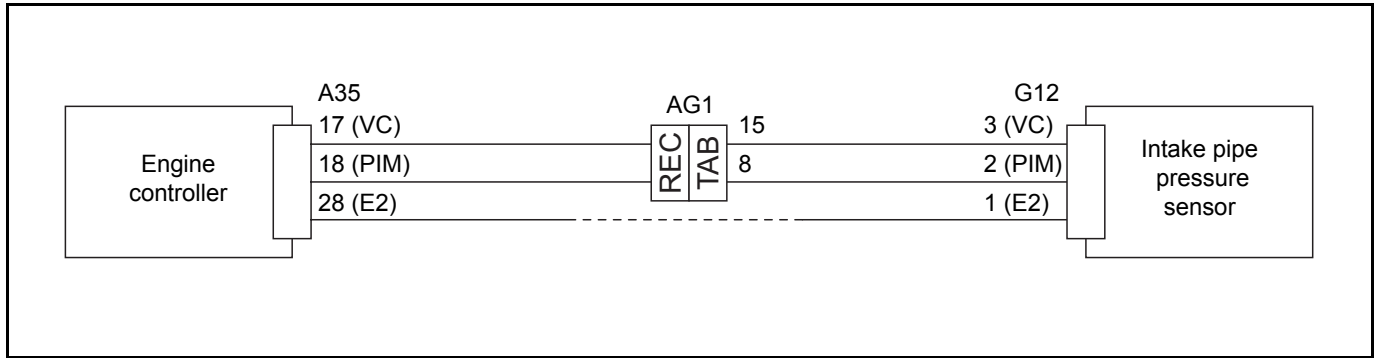 A35
AG1
G12
17 (VC)
15
3 (VC)
18 (PIM)
8
2 (PIM)
28 (E2)
1 (E2)
Engine
controller
REC
TAB
Intake pipe
pressure
sensor